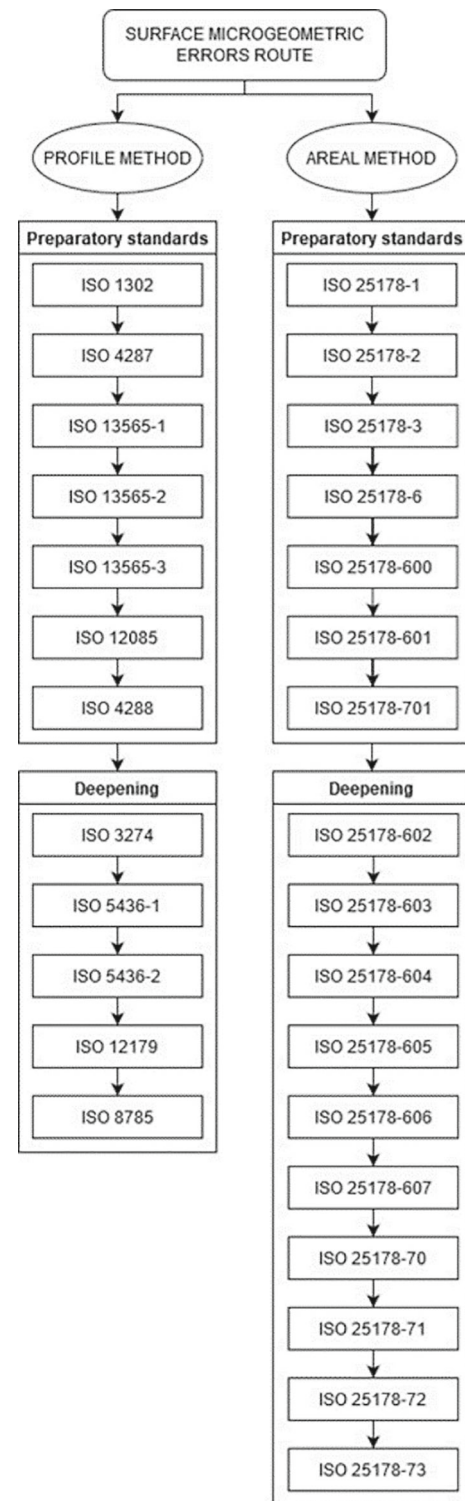 SURFACE MICROGEOMETRIC
ERRORS ROUTE
PROFILE METHOD
Preparatory standards
ISO 1302
ISO 4287
ISO 13565-1
ISO 13565-2
ISO 13565-3
ISO 12085
ISO 4288
Deepening
ISO 3274
ISO 5436-1
ISO 5436-2
ISO 12179
ISO 8785
AREAL METHOD
Preparatory standards
ISO 25178-1
ISO 25178-2
ISO 25178-3
ISO 25178-6
ISO 25178-600
ISO 25178-601
ISO 25178-701
Deepening
ISO 25178-602
ISO 25178-603
ISO 25178-604
ISO 25178-605
ISO 25178-606
ISO 25178-607
ISO 25178-70
ISO 25178-71
ISO 25178-72
ISO 25178-73